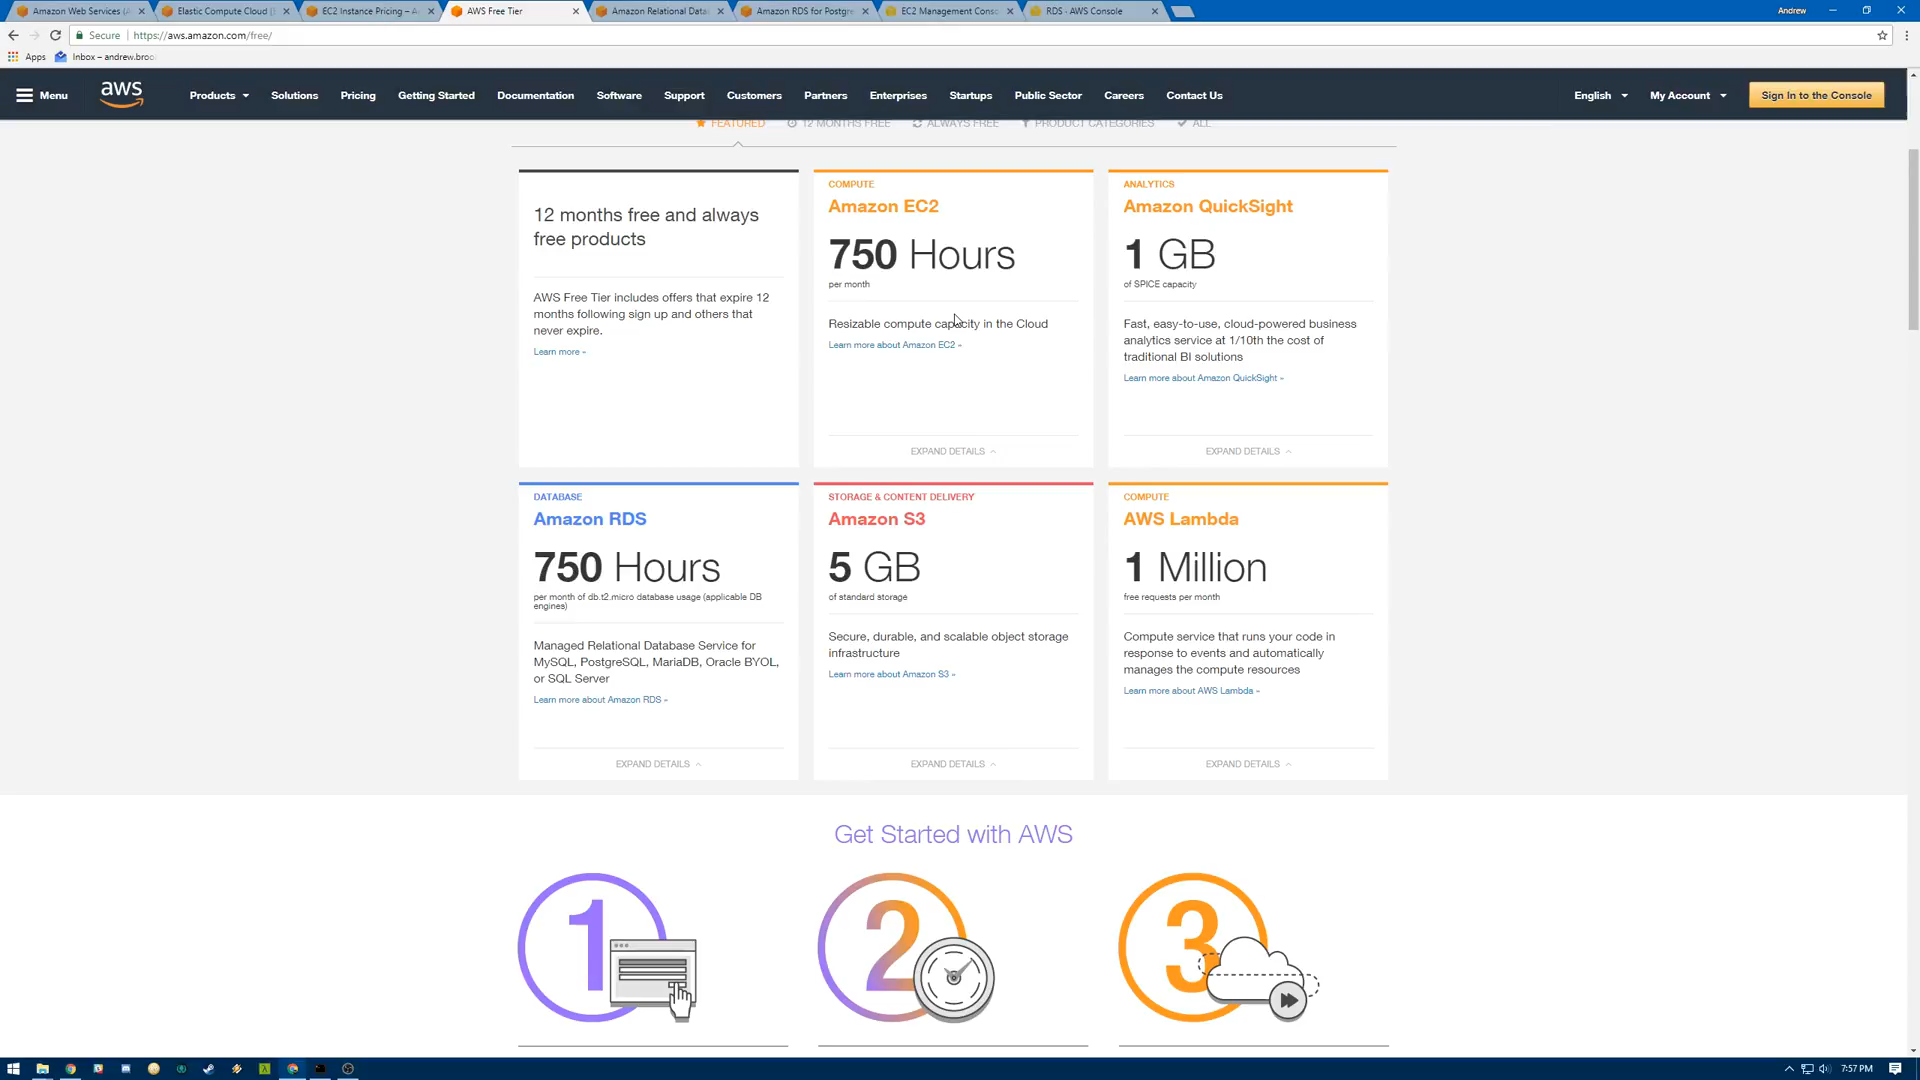 Amazon Web Services (A
Elastic Compute Cloud (
EC2 Instance Pricing – A
AWS Free Tier
Amazon Relational Data
Amazon RDS for Postgre
EC2 Management Conso
RDS · AWS Console
Andrew
Secure
https://aws.amazon.com/free/
Apps
Inbox – andrew.broo
Menu
aws
Products
Solutions
Pricing
Getting Started
Documentation
Software
Support
Customers
Partners
Enterprises
Startups
Public Sector
Careers
Contact Us
English
My Account
Sign In to the Console
FEATURED
12 MONTHS FREE
ALWAYS FREE
PRODUCT CATEGORIES
ALL
12 months free and always
free products
AWS Free Tier includes offers that expire 12
months following sign up and others that
never expire.
Learn more »
COMPUTE
Amazon EC2
750 Hours
per month
Resizable compute capacity in the Cloud
Learn more about Amazon EC2 »
EXPAND DETAILS
ANALYTICS
Amazon QuickSight
1 GB
of SPICE capacity
Fast, easy-to-use, cloud-powered business
analytics service at 1/10th the cost of
traditional BI solutions
Learn more about Amazon QuickSight »
EXPAND DETAILS
DATABASE
Amazon RDS
750 Hours
per month of db.t2.micro database usage (applicable DB
engines)
Managed Relational Database Service for
MySQL, PostgreSQL, MariaDB, Oracle BYOL,
or SQL Server
Learn more about Amazon RDS »
EXPAND DETAILS
STORAGE & CONTENT DELIVERY
Amazon S3
5 GB
of standard storage
Secure, durable, and scalable object storage
infrastructure
Learn more about Amazon S3 »
EXPAND DETAILS
COMPUTE
AWS Lambda
1 Million
free requests per month
Compute service that runs your code in
response to events and automatically
manages the compute resources
Learn more about AWS Lambda »
EXPAND DETAILS
Get Started with AWS
1
2
3
7:57 PM